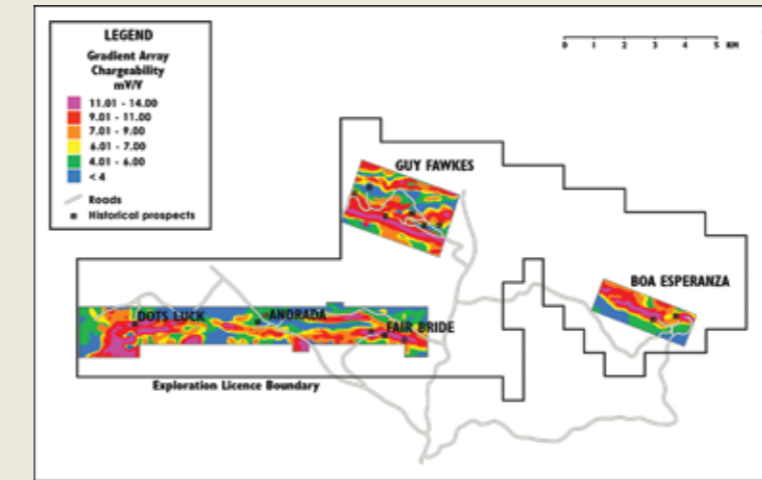 LEGEND
Gradient Array
Chargeability
mV/V
11.01 - 14.00
9.01 - 11.00
7.01 - 9.00
6.01 - 7.00
4.01 - 6.00
< 4
Roads
Historical prospects
0 1 2 3 4 5 KM
GUY FAWKES
BOA ESPERANZA
DOTS LUCK
ANDRADA
FAIR BRIDE
Exploration Licence Boundary